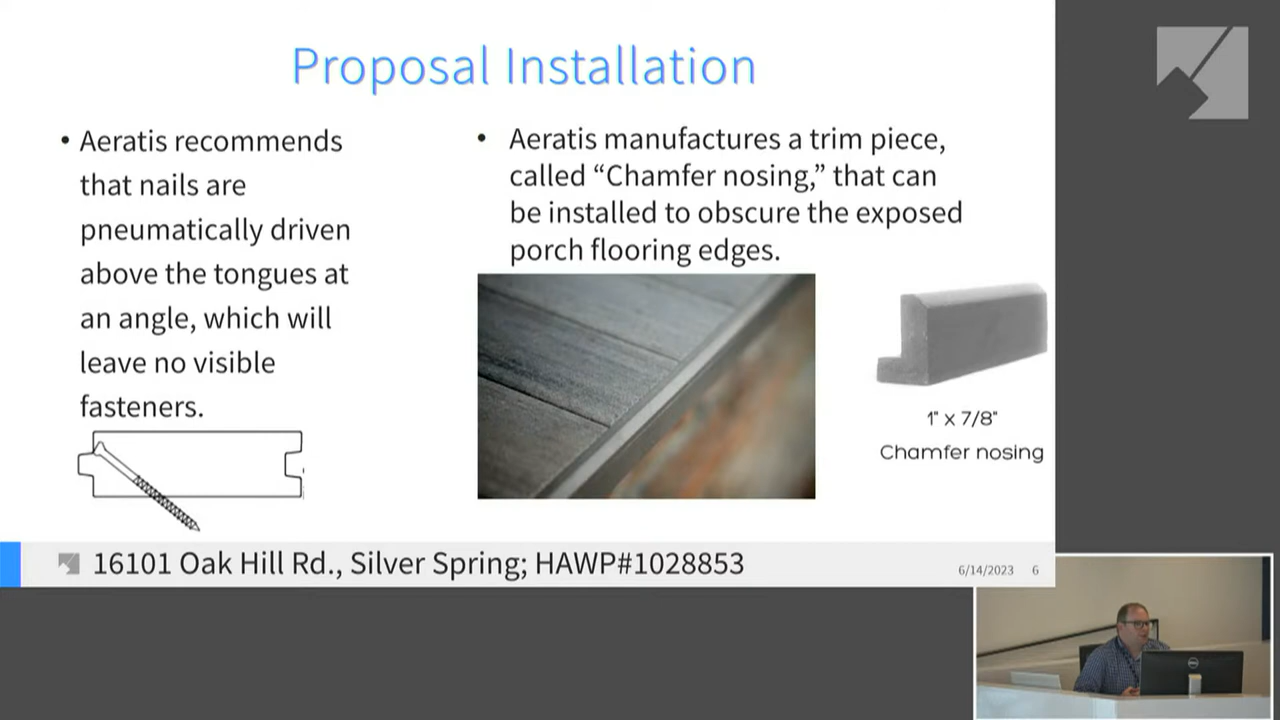 Proposal Installation
• Aeratis recommends
that nails are
pneumatically driven
above the tongues at
an angle, which will
leave no visible
fasteners.
• Aeratis manufactures a trim piece,
called “Chamfer nosing,” that can
be installed to obscure the exposed
porch flooring edges.
1" x 7/8"
Chamfer nosing
16101 Oak Hill Rd., Silver Spring; HAWP#1028853
6/14/2023 6
DELL